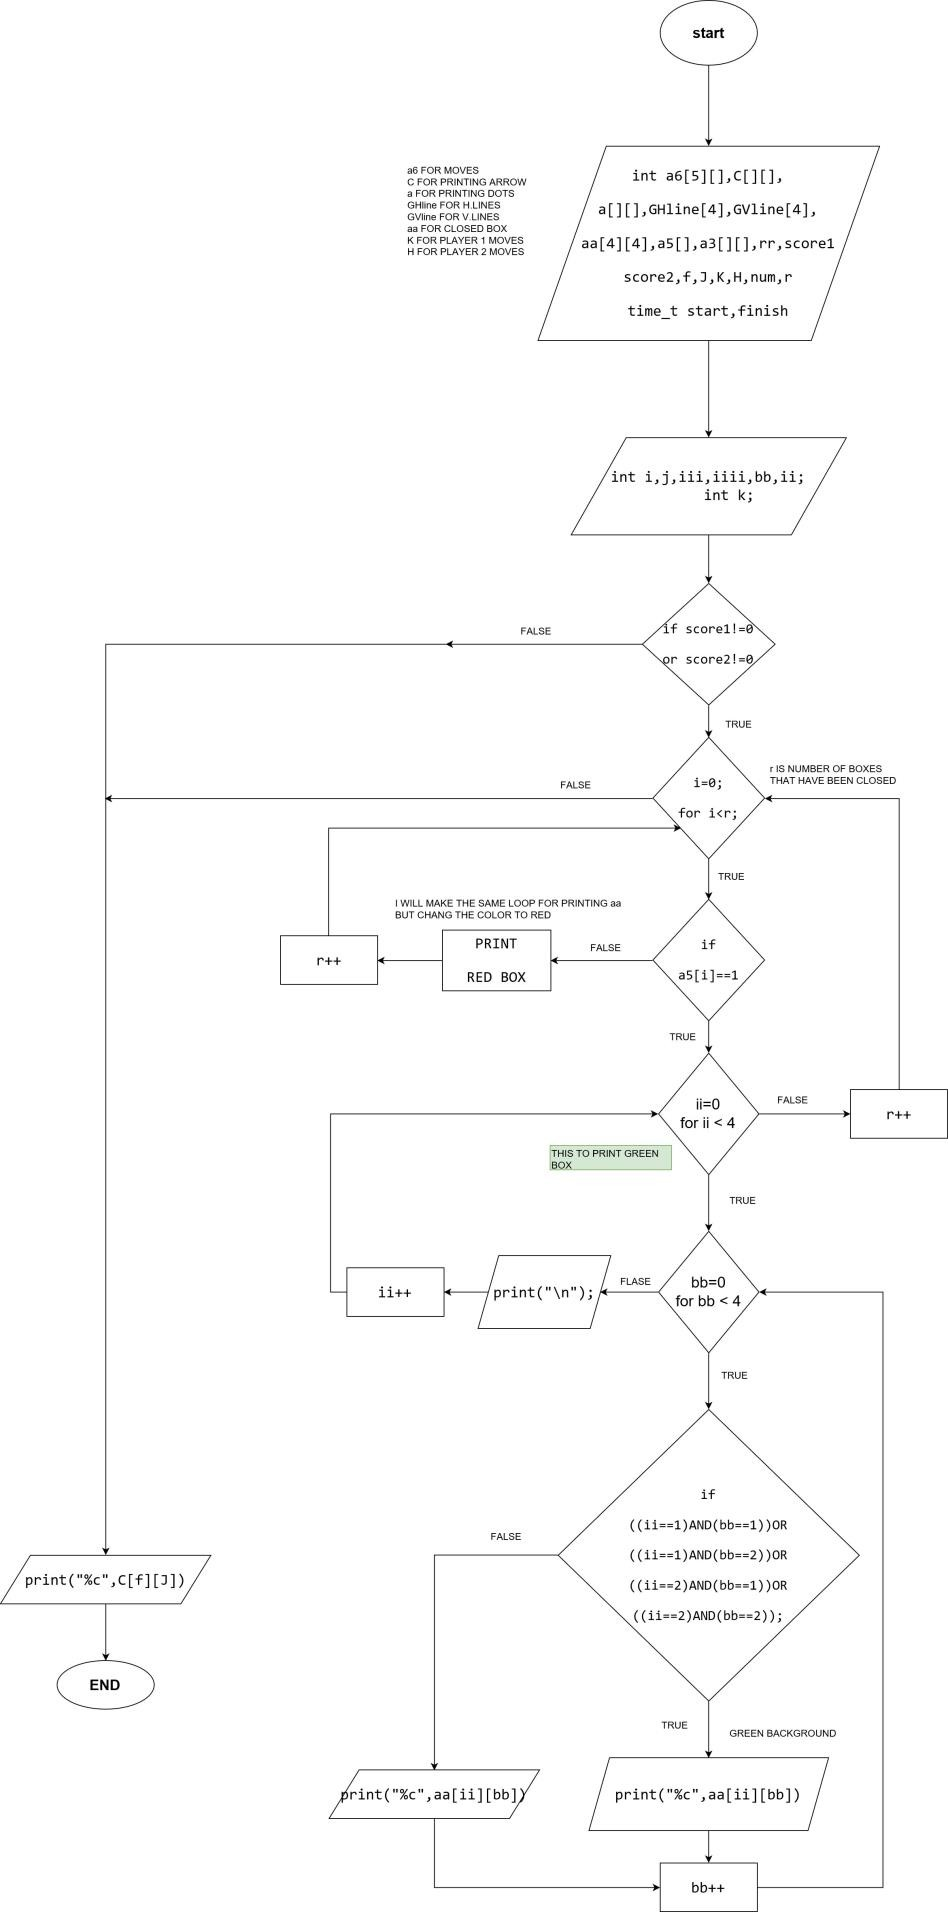 start
a6 FOR MOVES
C FOR PRINTING ARROW
a FOR PRINTING DOTS
GHline FOR H.LINES
GVline FOR V.LINES
aa FOR CLOSED BOX
K FOR PLAYER 1 MOVES
H FOR PLAYER 2 MOVES
int a6[5][],C[][],
a[][],GHline[4],GVline[4],
aa[4][4],a5[],a3[][],rr,score1
score2,f,J,K,H,num,r
time_t start,finish
int i,j,iii,iiii,bb,ii;
int k;
if score1!=0
or score2!=0
FALSE
TRUE
i=0;
for i<r;
FALSE
r IS NUMBER OF BOXES
THAT HAVE BEEN CLOSED
TRUE
I WILL MAKE THE SAME LOOP FOR PRINTING aa
BUT CHANG THE COLOR TO RED
if
a5[i]==1
FALSE
PRINT
RED BOX
r++
TRUE
ii=0
for ii < 4
FALSE
r++
THIS TO PRINT GREEN
BOX
TRUE
bb=0
for bb < 4
FLASE
print("\n");
ii++
TRUE
if
((ii==1)AND(bb==1))OR
((ii==1)AND(bb==2))OR
((ii==2)AND(bb==1))OR
((ii==2)AND(bb==2));
FALSE
print("%c",C[f][J])
END
TRUE
GREEN BACKGROUND
print("%c",aa[ii][bb])
print("%c",aa[ii][bb])
bb++